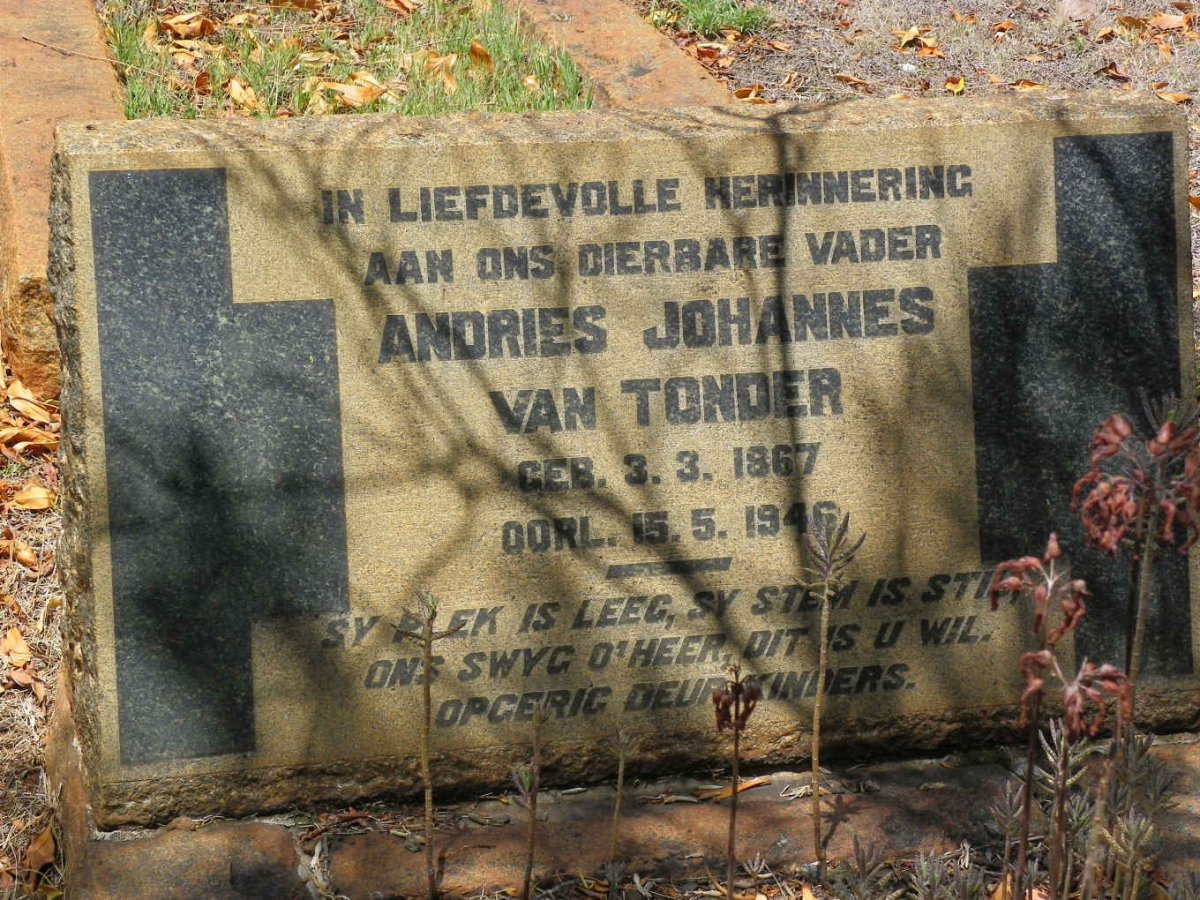 IN LIEFDEVOLLE HERINNERING
AAN ONS DIERBARE VADER
ANDRIES JOHANNES
VAN TONDER
GEB. 3. 3. 1867
OORL. 15. 5. 1946
SY PLEK IS LEEG, SY STEM IS STIL,
ONS SWYG O' HEER, DIT IS U WIL.
OPGERIG DEUR KINDERS.